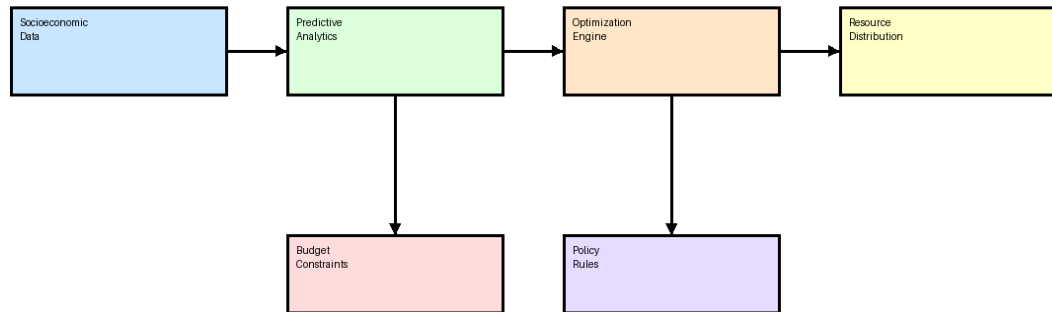 Socioeconomic
Data
Predictive
Analytics
Optimization
Engine
Resource
Distribution
Budget
Constraints
Policy
Rules